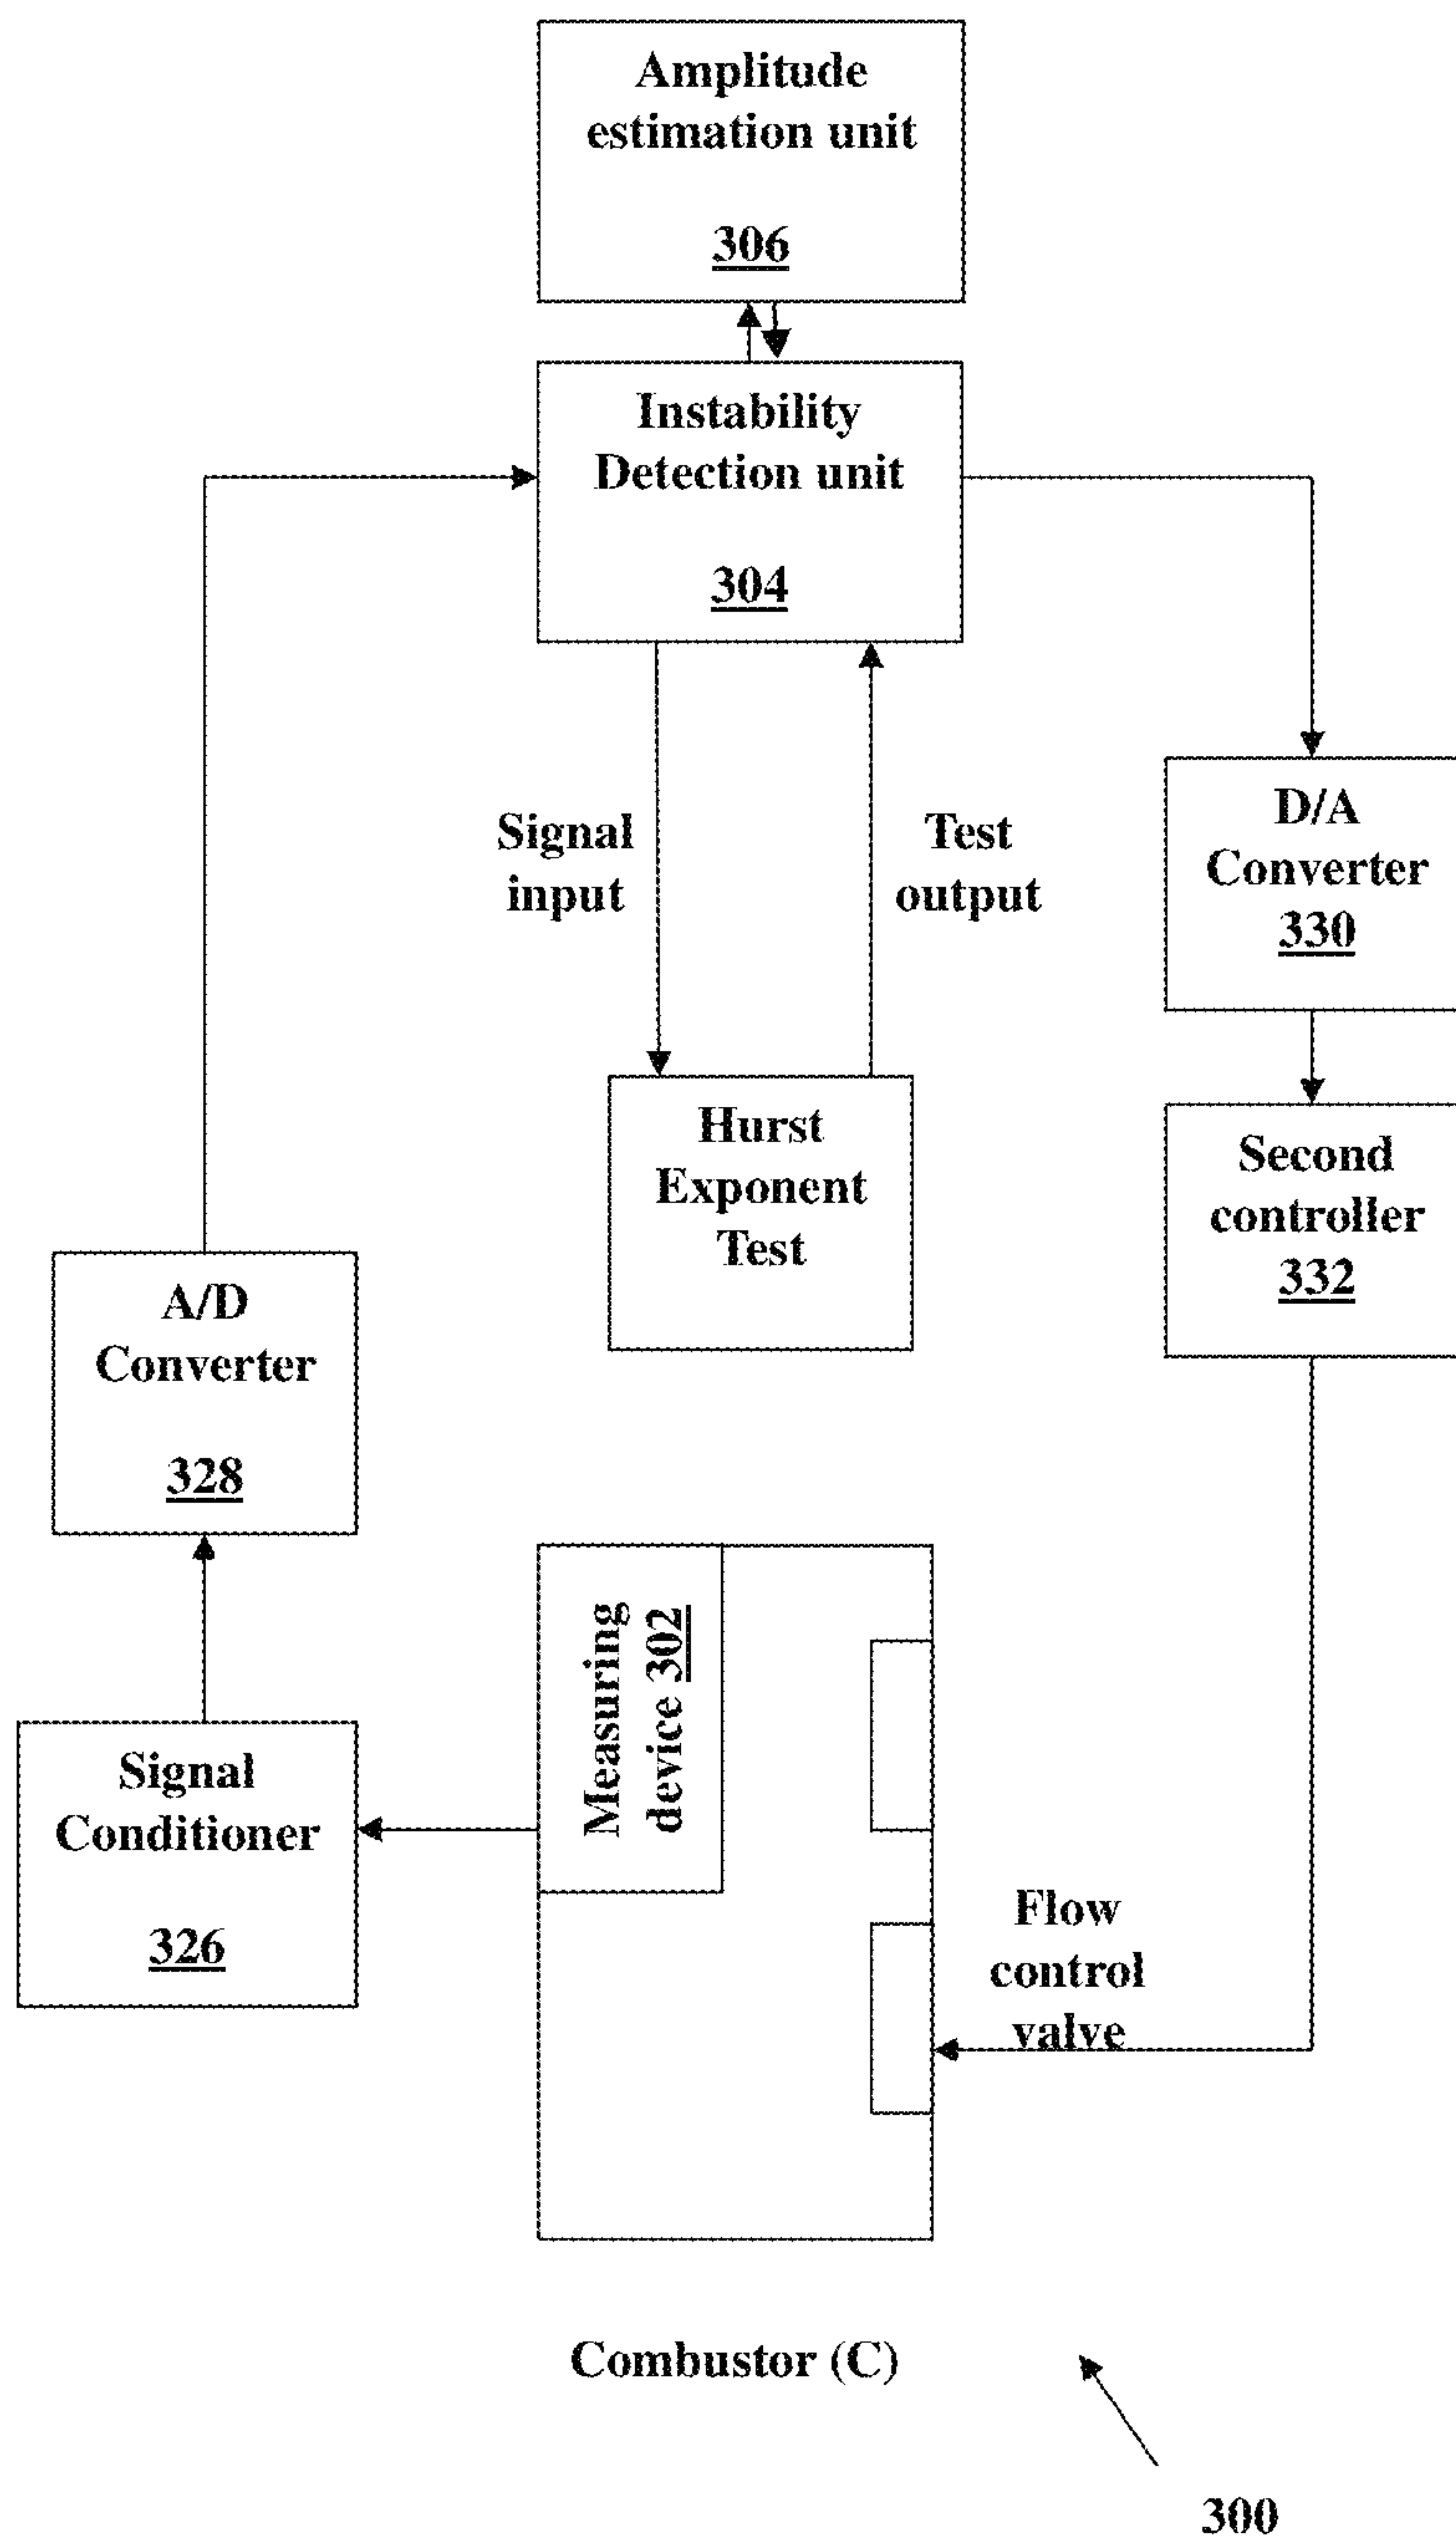 Amplitude
estimation unit
306
Instability
Detection unit
304
Signal
input
Test
output
D/A
Converter
330
Hurst
Exponent
Test
Second
controller
332
A/D
Converter
328
Measuring
device 302
Signal
Conditioner
326
Flow
control
valve
Combustor (C)
300